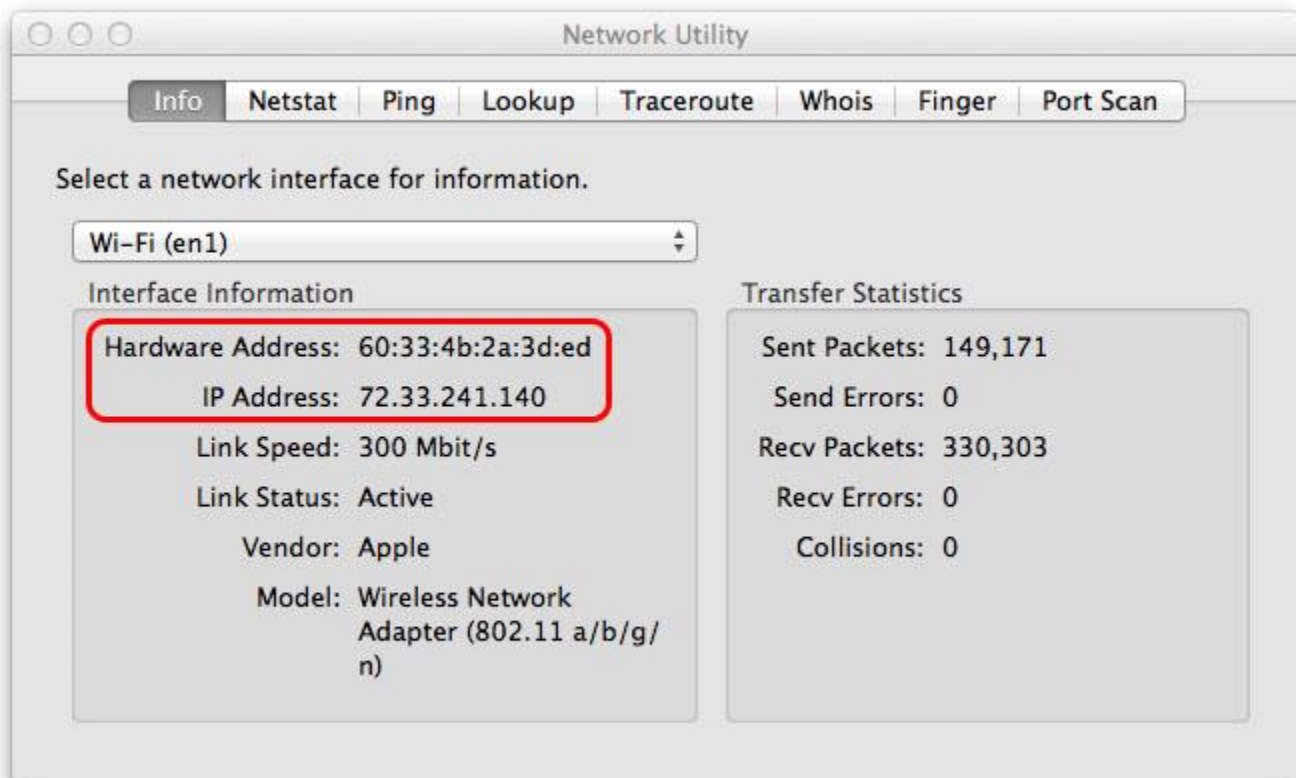 Network Utility
Info Netstat Ping Lookup Traceroute Whois Finger Port Scan
Select a network interface for information.
Wi-Fi (en1)
Interface Information
Hardware Address: 60:33:4b:2a:3d:ed
IP Address: 72.33.241.140
Link Speed: 300 Mbit/s
Link Status: Active
Vendor: Apple
Model: Wireless Network
Adapter (802.11 a/b/g/
n)
Transfer Statistics
Sent Packets: 149,171
Send Errors: 0
Recv Packets: 330,303
Recv Errors: 0
Collisions: 0